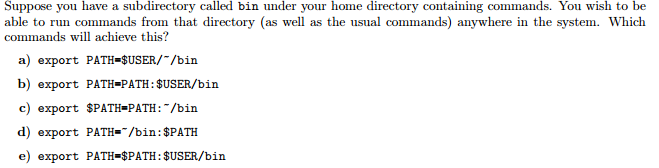 Suppose you have a subdirectory called bin under your home directory containing commands. You wish to be
able to run commands from that directory (as well as the usual commands) anywhere in the system. Which
commands will achieve this?
a) export PATH=$USER/~/bin
b) export PATH=PATH:$USER/bin
c) export $PATH=PATH:~/bin
d) export PATH=~/bin:$PATH
e) export PATH=$PATH:$USER/bin